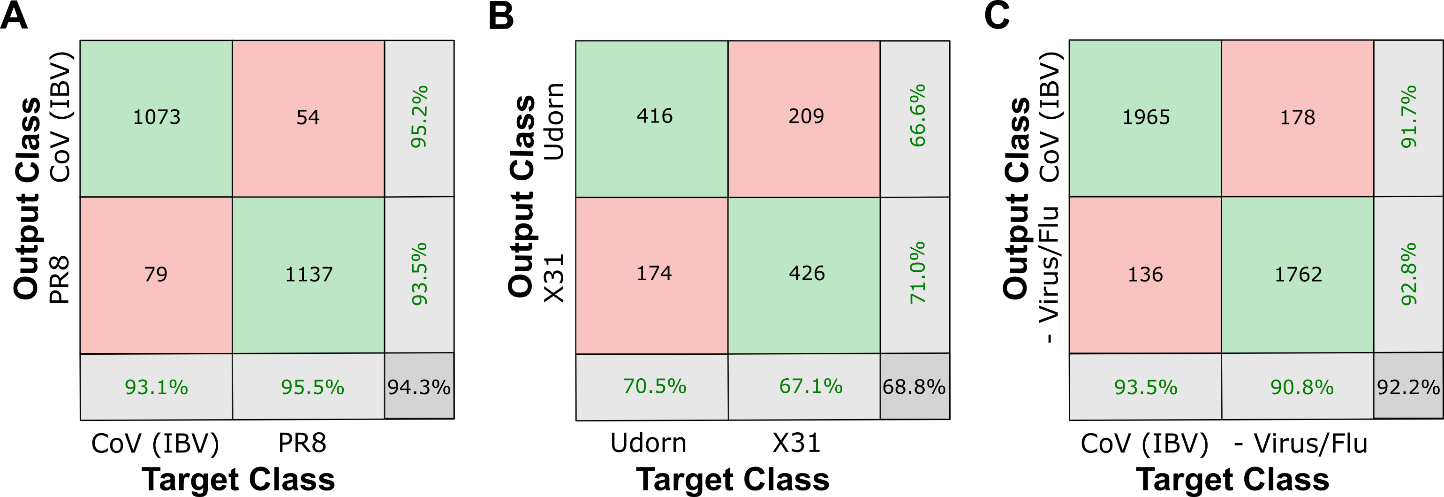 A
Output Class
CoV (IBV)
PR8
1073
54
95.2%
79
1137
93.5%
93.1%
95.5%
94.3%
CoV (IBV)
PR8
Target Class
B
Output Class
Udorn
X31
416
209
66.6%
174
426
71.0%
70.5%
67.1%
68.8%
Udorn
X31
Target Class
C
Output Class
CoV (IBV)
- Virus/Flu
1965
178
91.7%
136
1762
92.8%
93.5%
90.8%
92.2%
CoV (IBV)
- Virus/Flu
Target Class